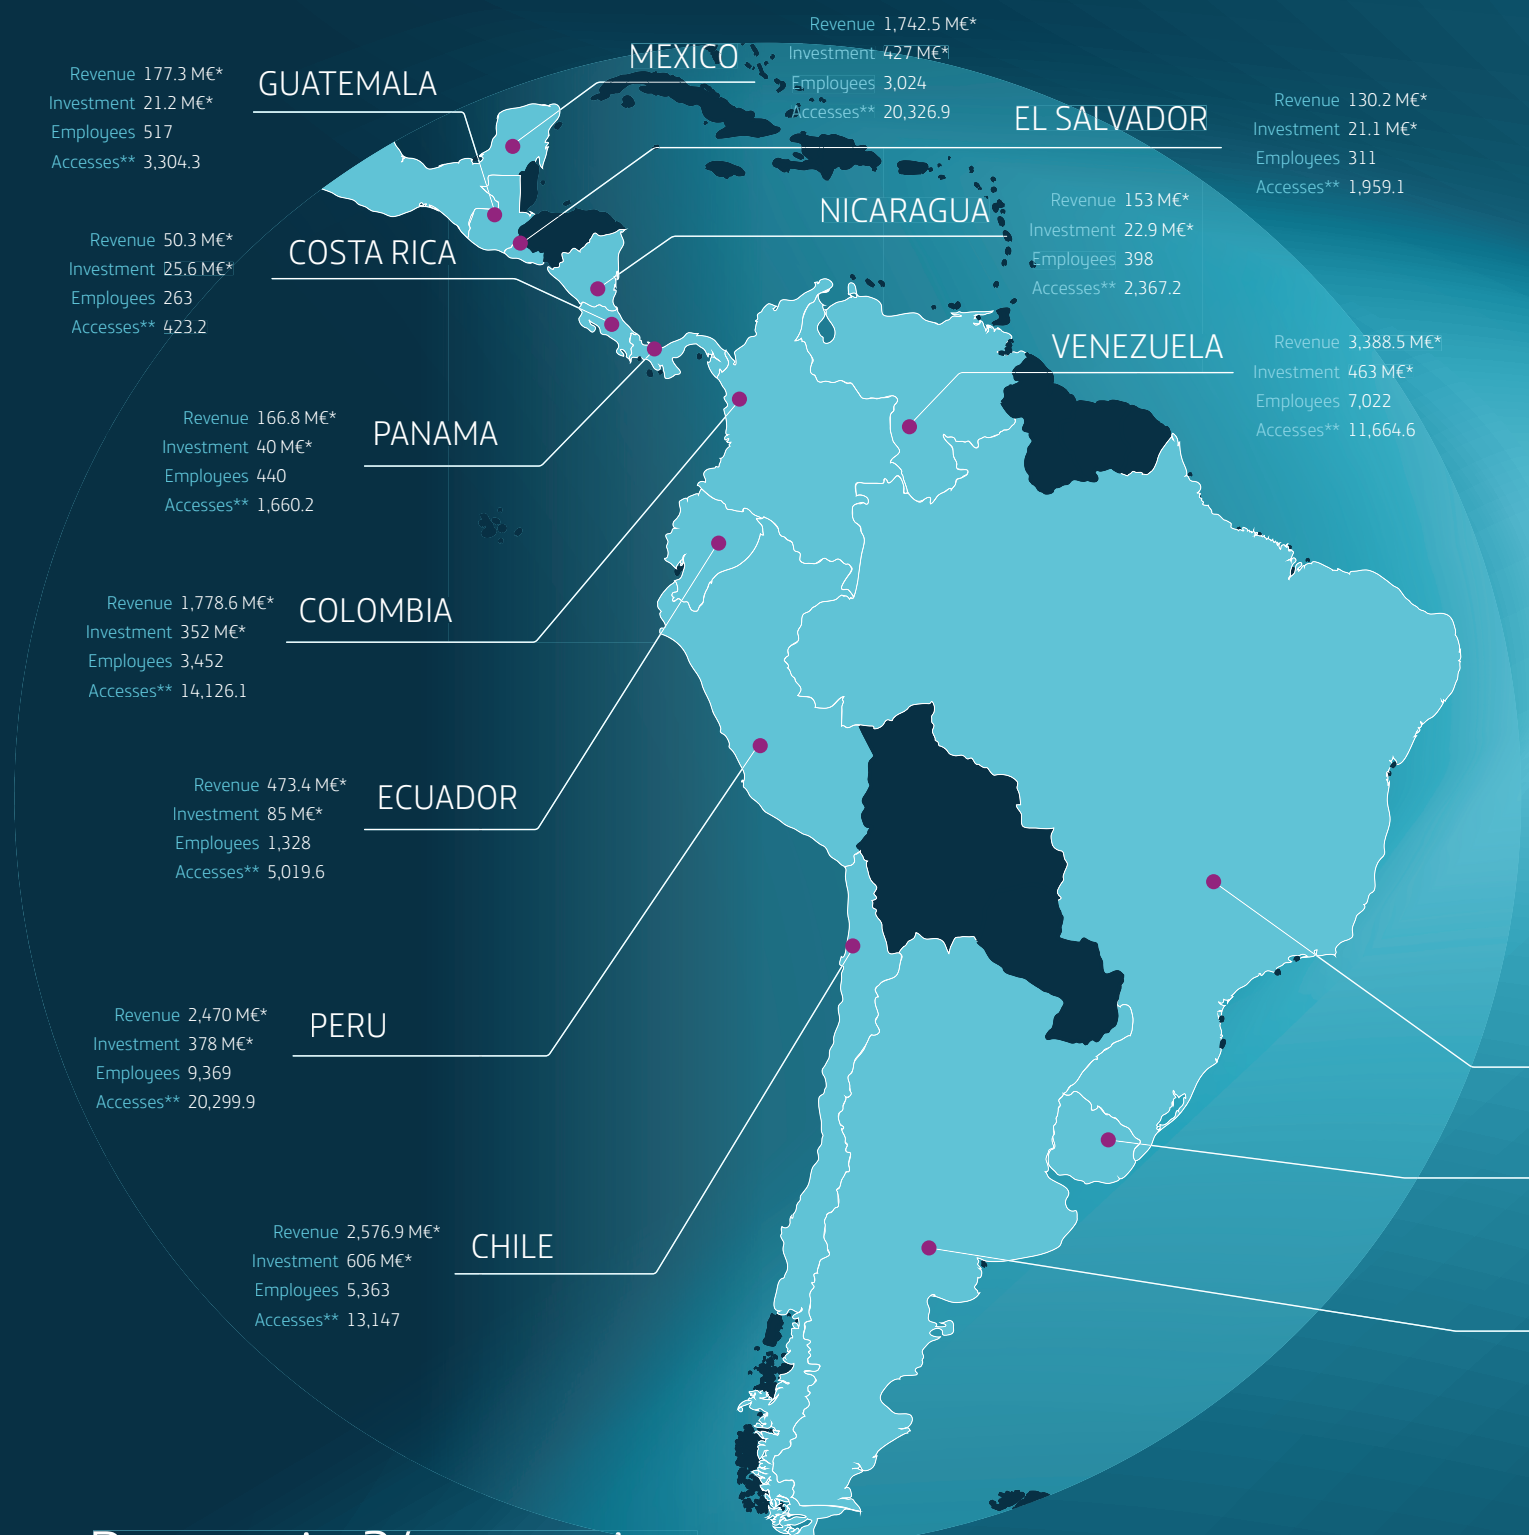 Revenue 1,742.5 M€*
Investment 427 M€*
Employees 3,024
Accesses** 20,326.9
MEXICO
Revenue 177.3 M€*
Investment 21.2 M€*
Employees 517
Accesses** 3,304.3
GUATEMALA
EL SALVADOR
Revenue 130.2 M€*
Investment 21.1 M€*
Employees 311
Accesses** 1,959.1
NICARAGUA
Revenue 153 M€*
Investment 22.9 M€*
Employees 398
Accesses** 2,367.2
Revenue 50.3 M€*
Investment 25.6 M€*
Employees 263
Accesses** 423.2
COSTA RICA
VENEZUELA
Revenue 3,388.5 M€*
Investment 463 M€*
Employees 7,022
Accesses** 11,664.6
Revenue 166.8 M€*
Investment 40 M€*
Employees 440
Accesses** 1,660.2
PANAMA
Revenue 1,778.6 M€*
Investment 352 M€*
Employees 3,452
Accesses** 14,126.1
COLOMBIA
Revenue 473.4 M€*
Investment 85 M€*
Employees 1,328
Accesses** 5,019.6
ECUADOR
Revenue 2,470 M€*
Investment 378 M€*
Employees 9,369
Accesses** 20,299.9
PERU
Revenue 2,576.9 M€*
Investment 606 M€*
Employees 5,363
Accesses** 13,147
CHILE